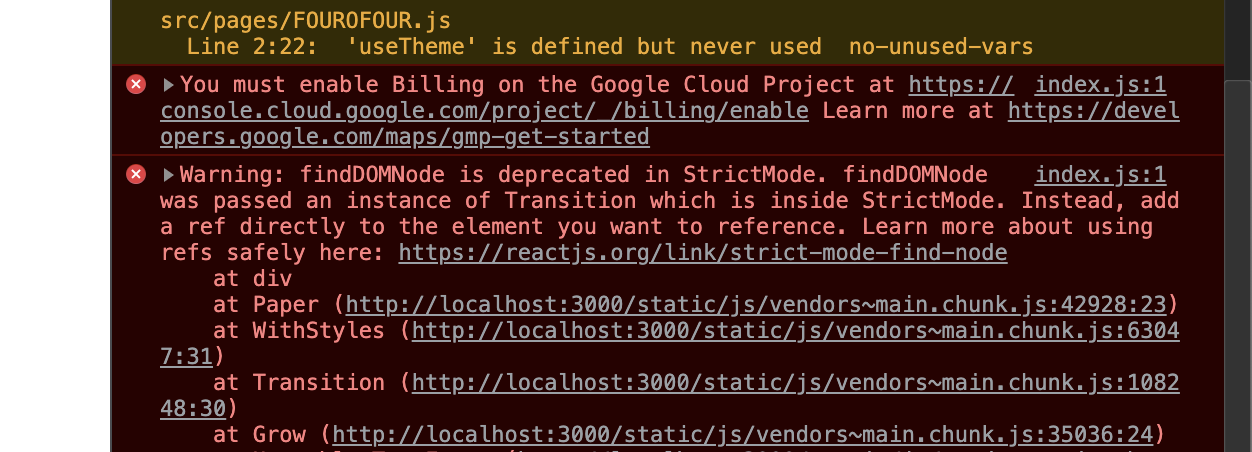 src/pages/FOUROFOUR.js
Line 2:22: 'useTheme' is defined but never used no-unused-vars
You must enable Billing on the Google Cloud Project at https:// index.js:1
console.cloud.google.com/project/_/billing/enable Learn more at https://devel
opers.google.com/maps/gmp-get-started
Warning: findDOMNode is deprecated in StrictMode. findDOMNode index.js:1
was passed an instance of Transition which is inside StrictMode. Instead, add
a ref directly to the element you want to reference. Learn more about using
refs safely here: https://reactjs.org/link/strict-mode-find-node
at div
at Paper (http://localhost:3000/static/js/vendors~main.chunk.js:42928:23)
at WithStyles (http://localhost:3000/static/js/vendors~main.chunk.js:6304
7:31)
at Transition (http://localhost:3000/static/js/vendors~main.chunk.js:1082
48:30)
at Grow (http://localhost:3000/static/js/vendors~main.chunk.js:35036:24)